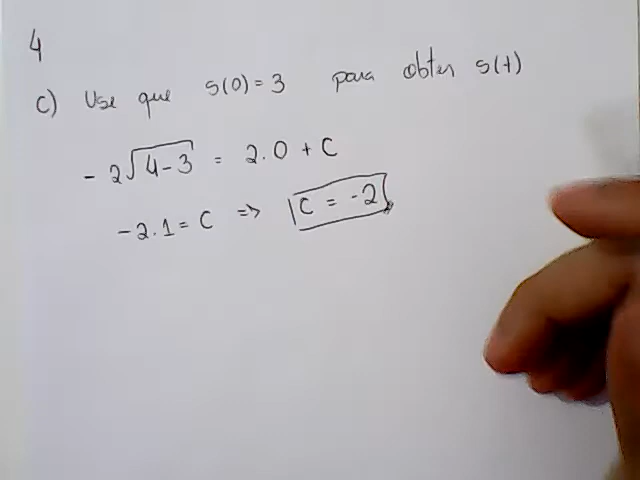 4
c) Use que s(0) = 3 para obter s(t)
- 2√4-3 = 2.0 + C
-2.1 = C => C = -2